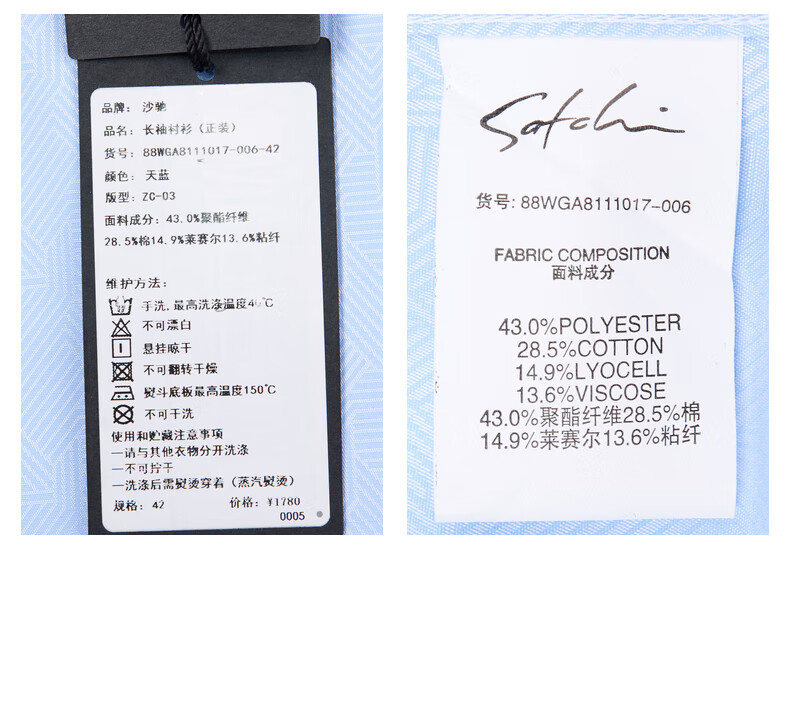 品牌: 沙驰
品名: 长袖衬衫（正装）
货号: 88WGA8111017-006-42
颜色: 天蓝
版型: ZC-03
面料成分: 43.0%聚酯纤维
28.5%棉14.9%莱赛尔13.6%粘纤
维护方法:
手洗,最高洗涤温度40℃
不可漂白
悬挂晾干
不可翻转干燥
熨斗底板最高温度150℃
不可干洗
使用和贮藏注意事项
—请与其他衣物分开洗涤
—不可拧干
—洗涤后需熨烫穿着（蒸汽熨烫）
规格: 42 价格: ¥1780
0005
Satchi
货号: 88WGA8111017-006
FABRIC COMPOSITION
面料成分
43.0%POLYESTER
28.5%COTTON
14.9%LYOCELL
13.6%VISCOSE
43.0%聚酯纤维28.5%棉
14.9%莱赛尔13.6%粘纤